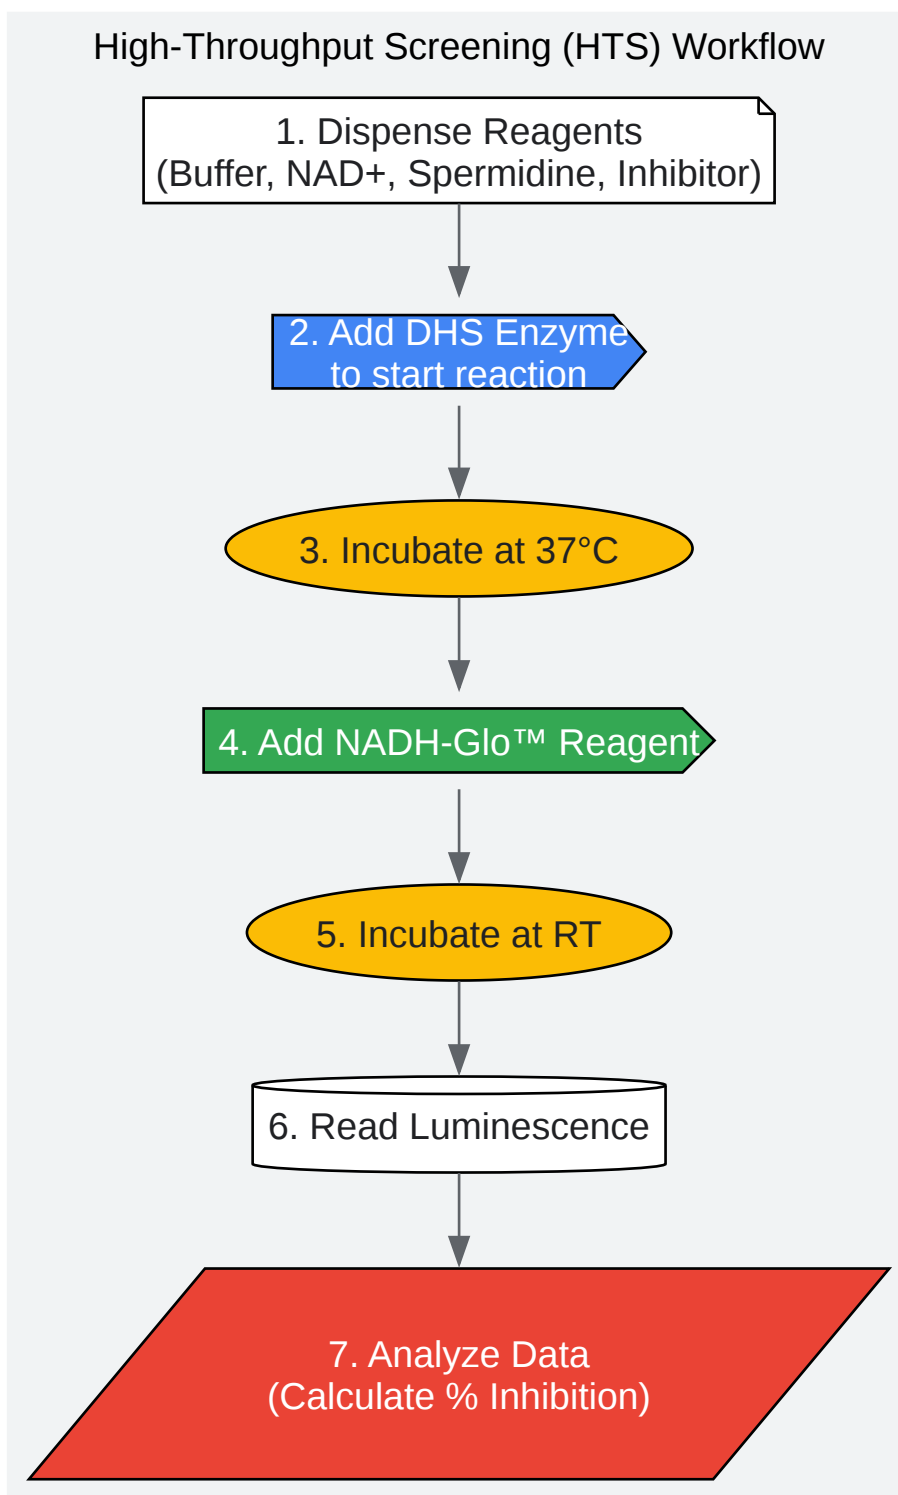 High-Throughput Screening (HTS) Workflow
1. Dispense Reagents
(Buffer, NAD+, Spermidine, Inhibitor)
2. Add DHS Enzyme
to start reaction
3. Incubate at 37°C
4. Add NADH-Glo™ Reagent
5. Incubate at RT
6. Read Luminescence
7. Analyze Data
(Calculate % Inhibition)